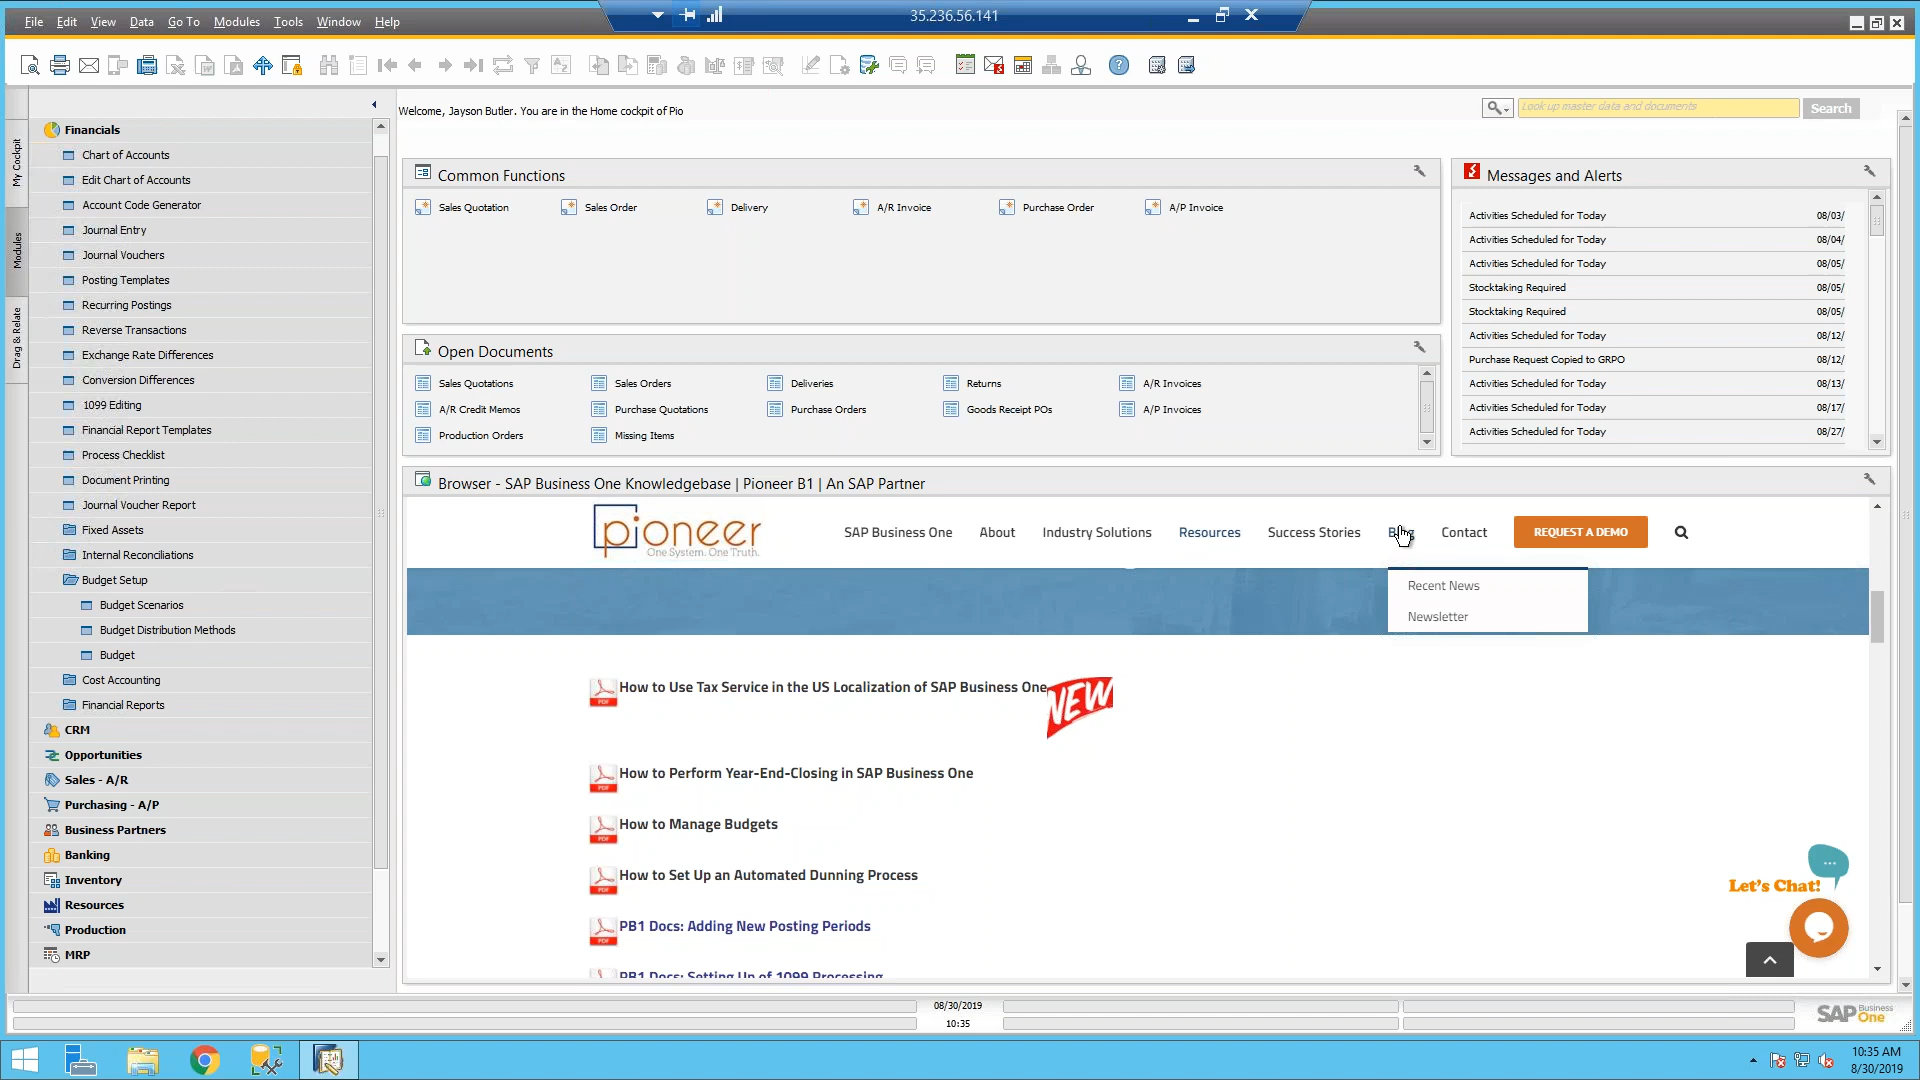 35.236.56.141
File Edit View Data Go To Modules Tools Window Help
Welcome, Jayson Butler. You are in the Home cockpit of Pio
Look up master data and documents
Search
My Cockpit
Modules
Drag & Relate
Financials
Chart of Accounts
Edit Chart of Accounts
Account Code Generator
Journal Entry
Journal Vouchers
Posting Templates
Recurring Postings
Reverse Transactions
Exchange Rate Differences
Conversion Differences
1099 Editing
Financial Report Templates
Process Checklist
Document Printing
Journal Voucher Report
Fixed Assets
Internal Reconciliations
Budget Setup
Budget Scenarios
Budget Distribution Methods
Budget
Cost Accounting
Financial Reports
CRM
Opportunities
Sales - A/R
Purchasing - A/P
Business Partners
Banking
Inventory
Resources
Production
MRP
Common Functions
Sales Quotation Sales Order Delivery A/R Invoice Purchase Order A/P Invoice
Messages and Alerts
Activities Scheduled for Today 08/03/
Activities Scheduled for Today 08/04/
Activities Scheduled for Today 08/05/
Stocktaking Required 08/05/
Stocktaking Required 08/05/
Activities Scheduled for Today 08/12/
Purchase Request Copied to GRPO 08/12/
Activities Scheduled for Today 08/13/
Activities Scheduled for Today 08/17/
Activities Scheduled for Today 08/27/
Open Documents
Sales Quotations Sales Orders Deliveries Returns A/R Invoices
A/R Credit Memos Purchase Quotations Purchase Orders Goods Receipt POs A/P Invoices
Production Orders Missing Items
Browser - SAP Business One Knowledgebase | Pioneer B1 | An SAP Partner
pioneer
One System. One Truth.
SAP Business One About Industry Solutions Resources Success Stories Contact REQUEST A DEMO
Recent News
Newsletter
How to Use Tax Service in the US Localization of SAP Business One
NEW
PDF
How to Perform Year-End-Closing in SAP Business One
PDF
How to Manage Budgets
PDF
How to Set Up an Automated Dunning Process
PDF
PB1 Docs: Adding New Posting Periods
PDF
PB1 Docs: Setting Up of 1099 Processing
Let's Chat!
08/30/2019
10:35
SAP Business One
10:35 AM
8/30/2019